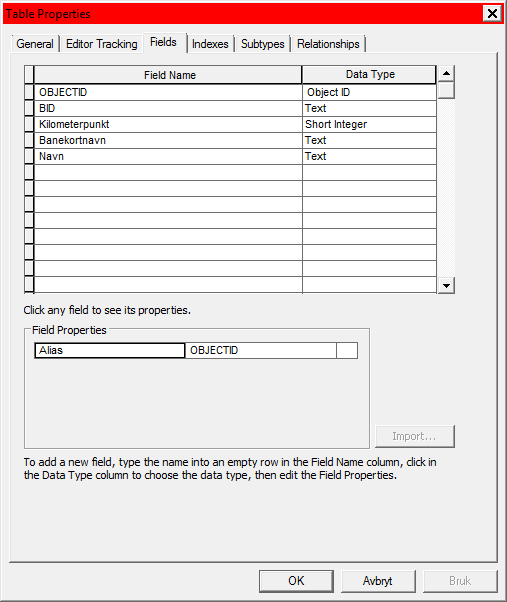 Table Properties
General Editor Tracking Fields Indexes Subtypes Relationships
Field Name Data Type
OBJECTID Object ID
BID Text
Kilometerpunkt Short Integer
Banekortnavn Text
Navn Text
Click any field to see its properties.
Field Properties
Alias OBJECTID
Import...
To add a new field, type the name into an empty row in the Field Name column, click in
the Data Type column to choose the data type, then edit the Field Properties.
OK Avbryt Bruk